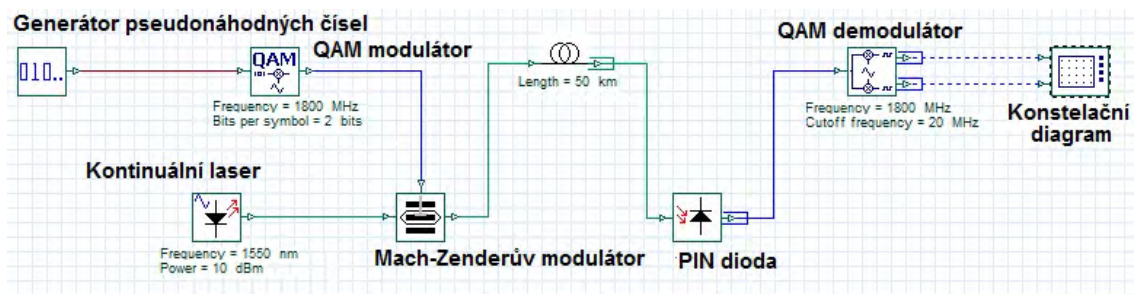 Generátor pseudonáhodných čísel
010..
QAM
101
QAM modulátor
Frequency = 1800 MHz
Bits per symbol = 2 bits
Length = 50 km
QAM demodulátor
Frequency = 1800 MHz
Cutoff frequency = 20 MHz
Konstelační
diagram
Kontinuální laser
Frequency = 1550 nm
Power = 10 dBm
Mach-Zenderův modulátor
PIN dioda